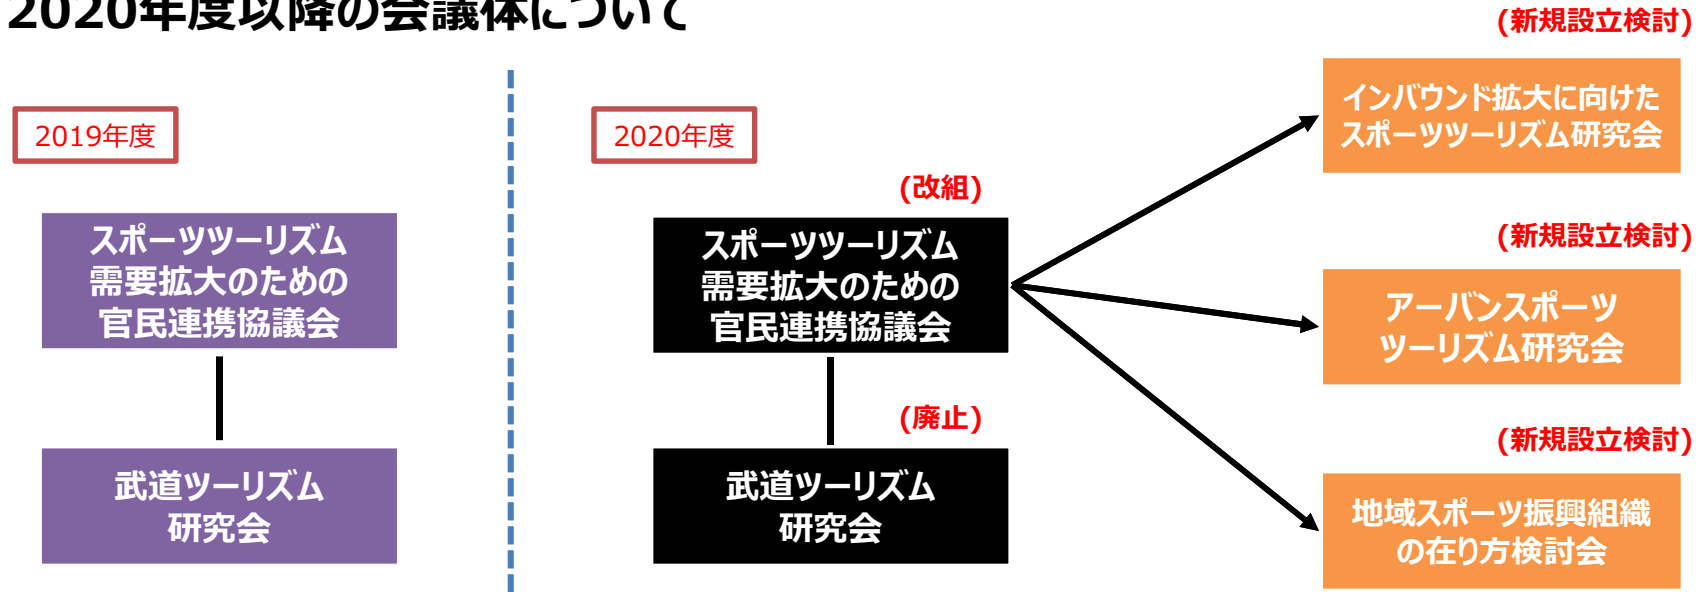 2020年度以降の会議体について
2019年度
スポーツツーリズム
需要拡大のための
官民連携協議会
武道ツーリズム
研究会
2020年度
(改組)
スポーツツーリズム
需要拡大のための
官民連携協議会
(廃止)
武道ツーリズム
研究会
(新規設立検討)
インバウンド拡大に向けた
スポーツツーリズム研究会
(新規設立検討)
アーバンスポーツ
ツーリズム研究会
(新規設立検討)
地域スポーツ振興組織
の在り方検討会